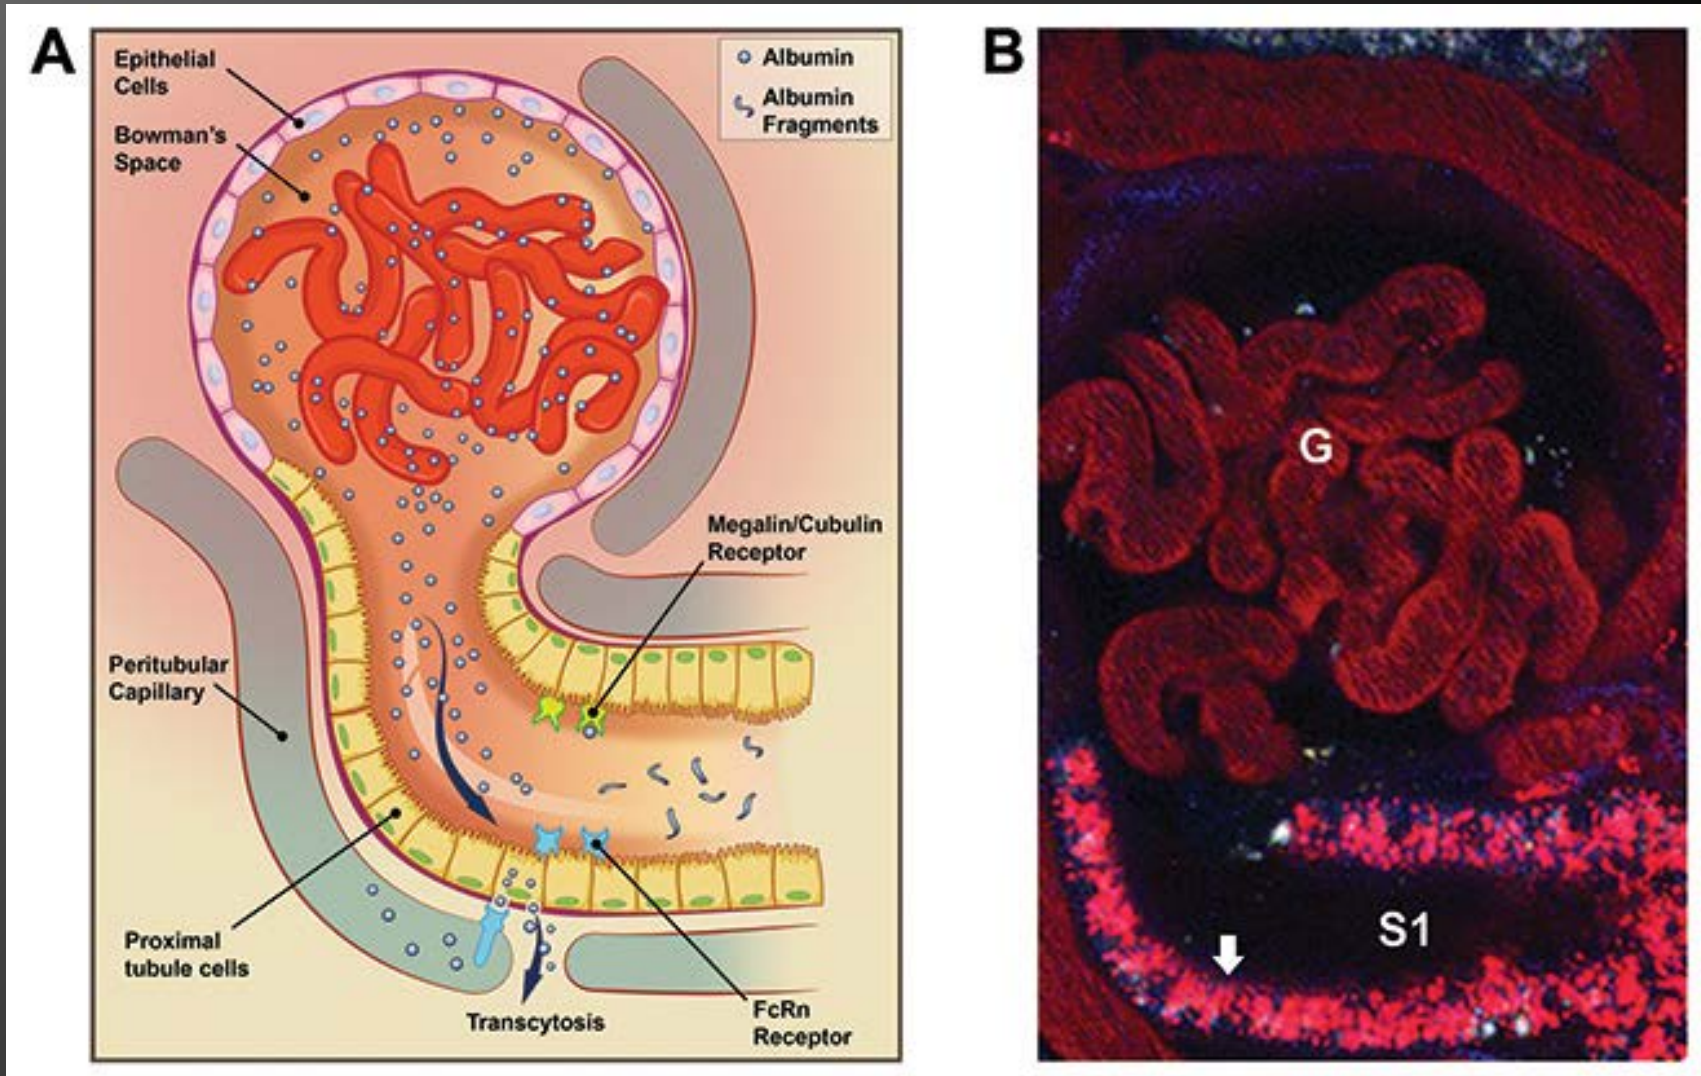 A
Epithelial
Cells
Bowman's
Space
Albumin
Albumin
Fragments
Megalin/Cubulin
Receptor
Peritubular
Capillary
Proximal
tubule cells
Transcytosis
FcRn
Receptor
B
G
S1